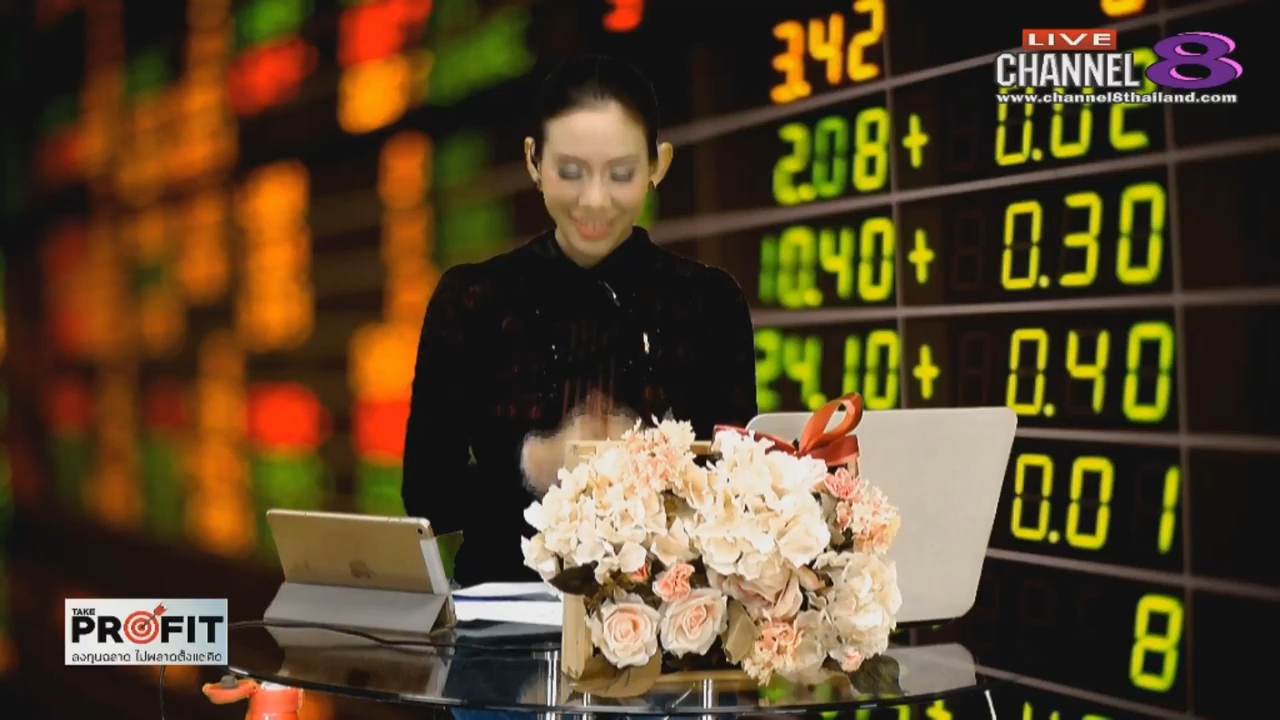 LIVE
CHANNEL 8
www.channel8thailand.com
3.42
2.08 + 0.02
10.40 + 0.30
24.10 + 0.40
0.01
8
TAKE
PROFIT
ลงทุนฉลาด ไม่พลาดตั้งแต่คิด